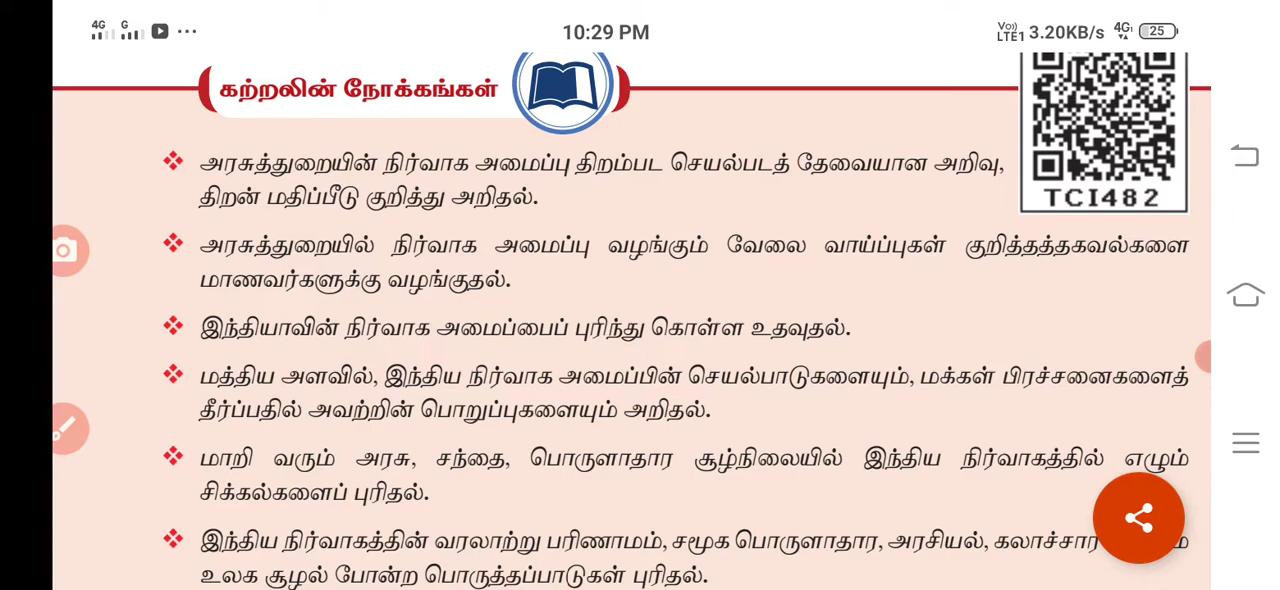 4G G 10:29 PM Vo)) LTE1 3.20KB/s 4G 25
கற்றலின் நோக்கங்கள்
அரசுத்துறையின் நிர்வாக அமைப்பு திறம்பட செயல்படத் தேவையான அறிவு,
திறன் மதிப்பீடு குறித்து அறிதல்.
TCI482
அரசுத்துறையில் நிர்வாக அமைப்பு வழங்கும் வேலை வாய்ப்புகள் குறித்தத்தகவல்களை
மாணவர்களுக்கு வழங்குதல்.
இந்தியாவின் நிர்வாக அமைப்பைப் புரிந்து கொள்ள உதவுதல்.
மத்திய அளவில், இந்திய நிர்வாக அமைப்பின் செயல்பாடுகளையும், மக்கள் பிரச்சனைகளைத்
தீர்ப்பதில் அவற்றின் பொறுப்புகளையும் அறிதல்.
மாறி வரும் அரசு, சந்தை, பொருளாதார சூழ்நிலையில் இந்திய நிர்வாகத்தில் எழும்
சிக்கல்களைப் புரிதல்.
இந்திய நிர்வாகத்தின் வரலாற்று பரிணாமம், சமூக பொருளாதார, அரசியல், கலாச்சார
உலக சூழல் போன்ற பொருத்தப்பாடுகள் புரிதல்.